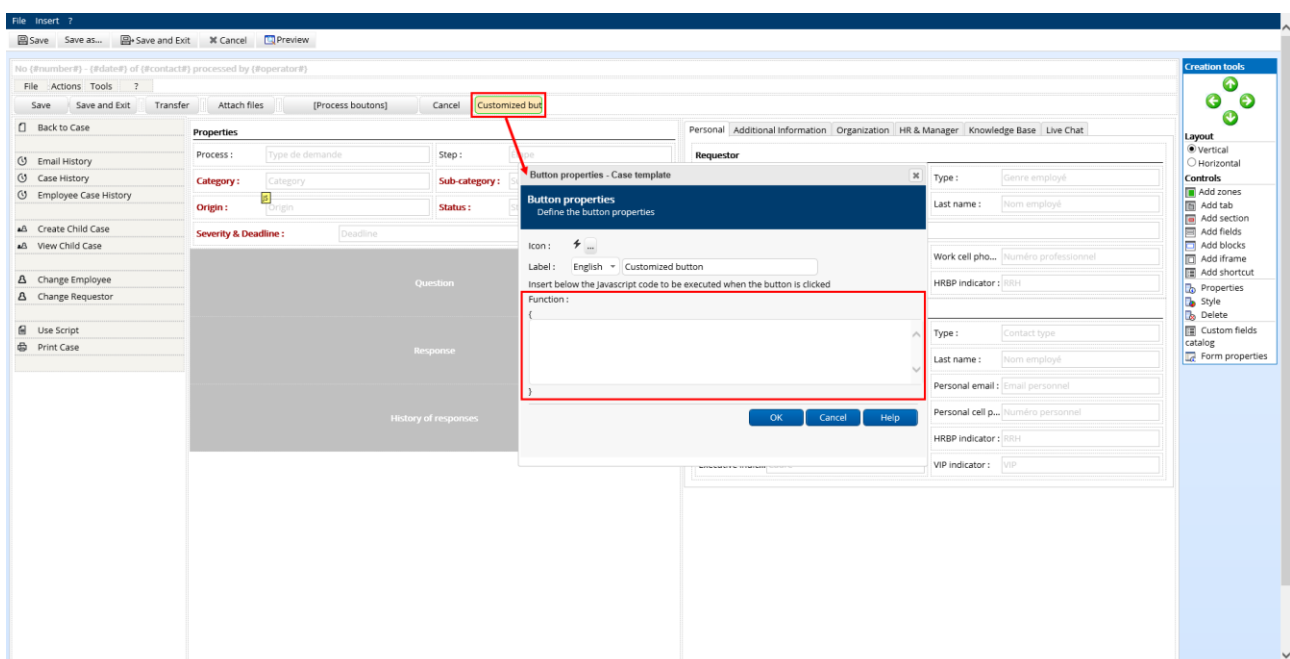 File Insert ?
Save Save as... Save and Exit Cancel Preview
No {#number#} - {#date#} of {#contact#} processed by {#operator#}
File Actions Tools ?
Save Save and Exit Transfer Attach files [Process boutons] Cancel Customized but
Back to Case
Email History
Case History
Employee Case History
Create Child Case
View Child Case
Change Employee
Change Requestor
Use Script
Print Case
Properties
Process : Type de demande Step : Etape
Category : Category Sub-category :
Origin : Origin Status :
Severity & Deadline : Deadline
Question
Response
History of responses
Personal Additional Information Organization HR & Manager Knowledge Base Live Chat
Requestor
Type : Genre employé
Last name : Nom employé
Work cell pho... Numéro professionnel
HRBP indicator : RRH
Type : Contact type
Last name : Nom employé
Personal email : Email personnel
Personal cell p... Numéro personnel
HRBP indicator : RRH
VIP indicator : VIP
Button properties - Case template
Button properties
Define the button properties
Icon : ...
Label : English Customized button
Insert below the Javascript code to be executed when the button is clicked
Function :
{
}
OK Cancel Help
Creation tools
Layout
Vertical
Horizontal
Controls
Add zones
Add tab
Add section
Add fields
Add blocks
Add iframe
Add shortcut
Properties
Style
Delete
Custom fields
catalog
Form properties